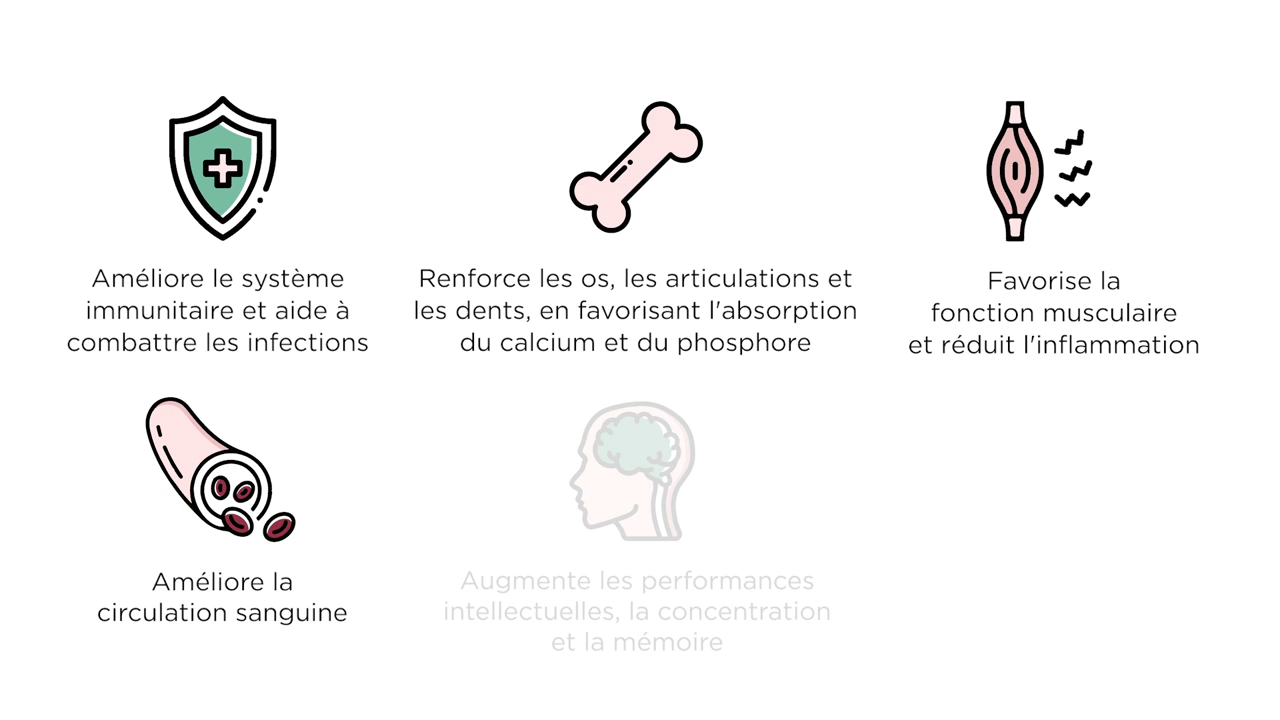 Améliore le système
immunitaire et aide à
combattre les infections
Renforce les os, les articulations et
les dents, en favorisant l'absorption
du calcium et du phosphore
Favorise la
fonction musculaire
et réduit l'inflammation
Améliore la
circulation sanguine
Augmente les performances
intellectuelles, la concentration
et la mémoire